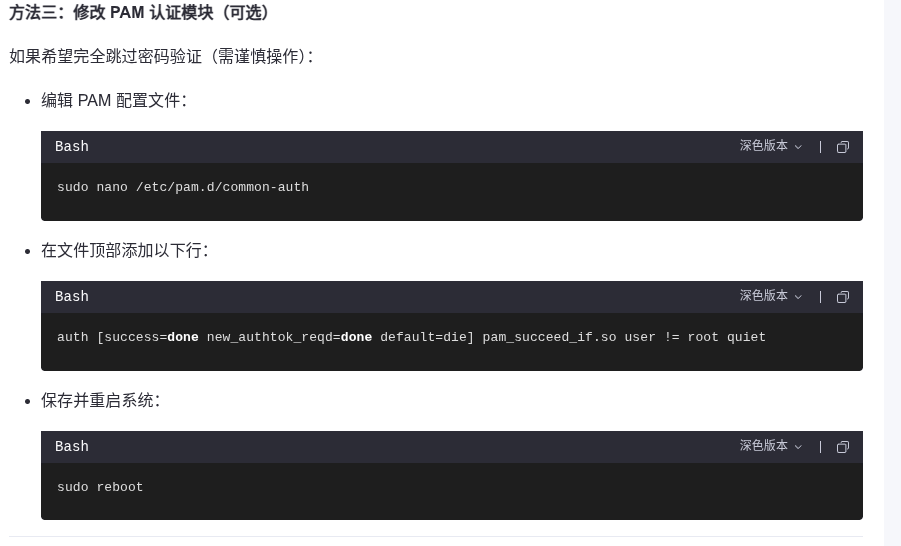 方法三：修改 PAM 认证模块（可选）
如果希望完全跳过密码验证（需谨慎操作）：
编辑 PAM 配置文件：
Bash 深色版本
sudo nano /etc/pam.d/common-auth
在文件顶部添加以下行：
Bash 深色版本
auth [success=done new_authtok_reqd=done default=die] pam_succeed_if.so user != root quiet
保存并重启系统：
Bash 深色版本
sudo reboot